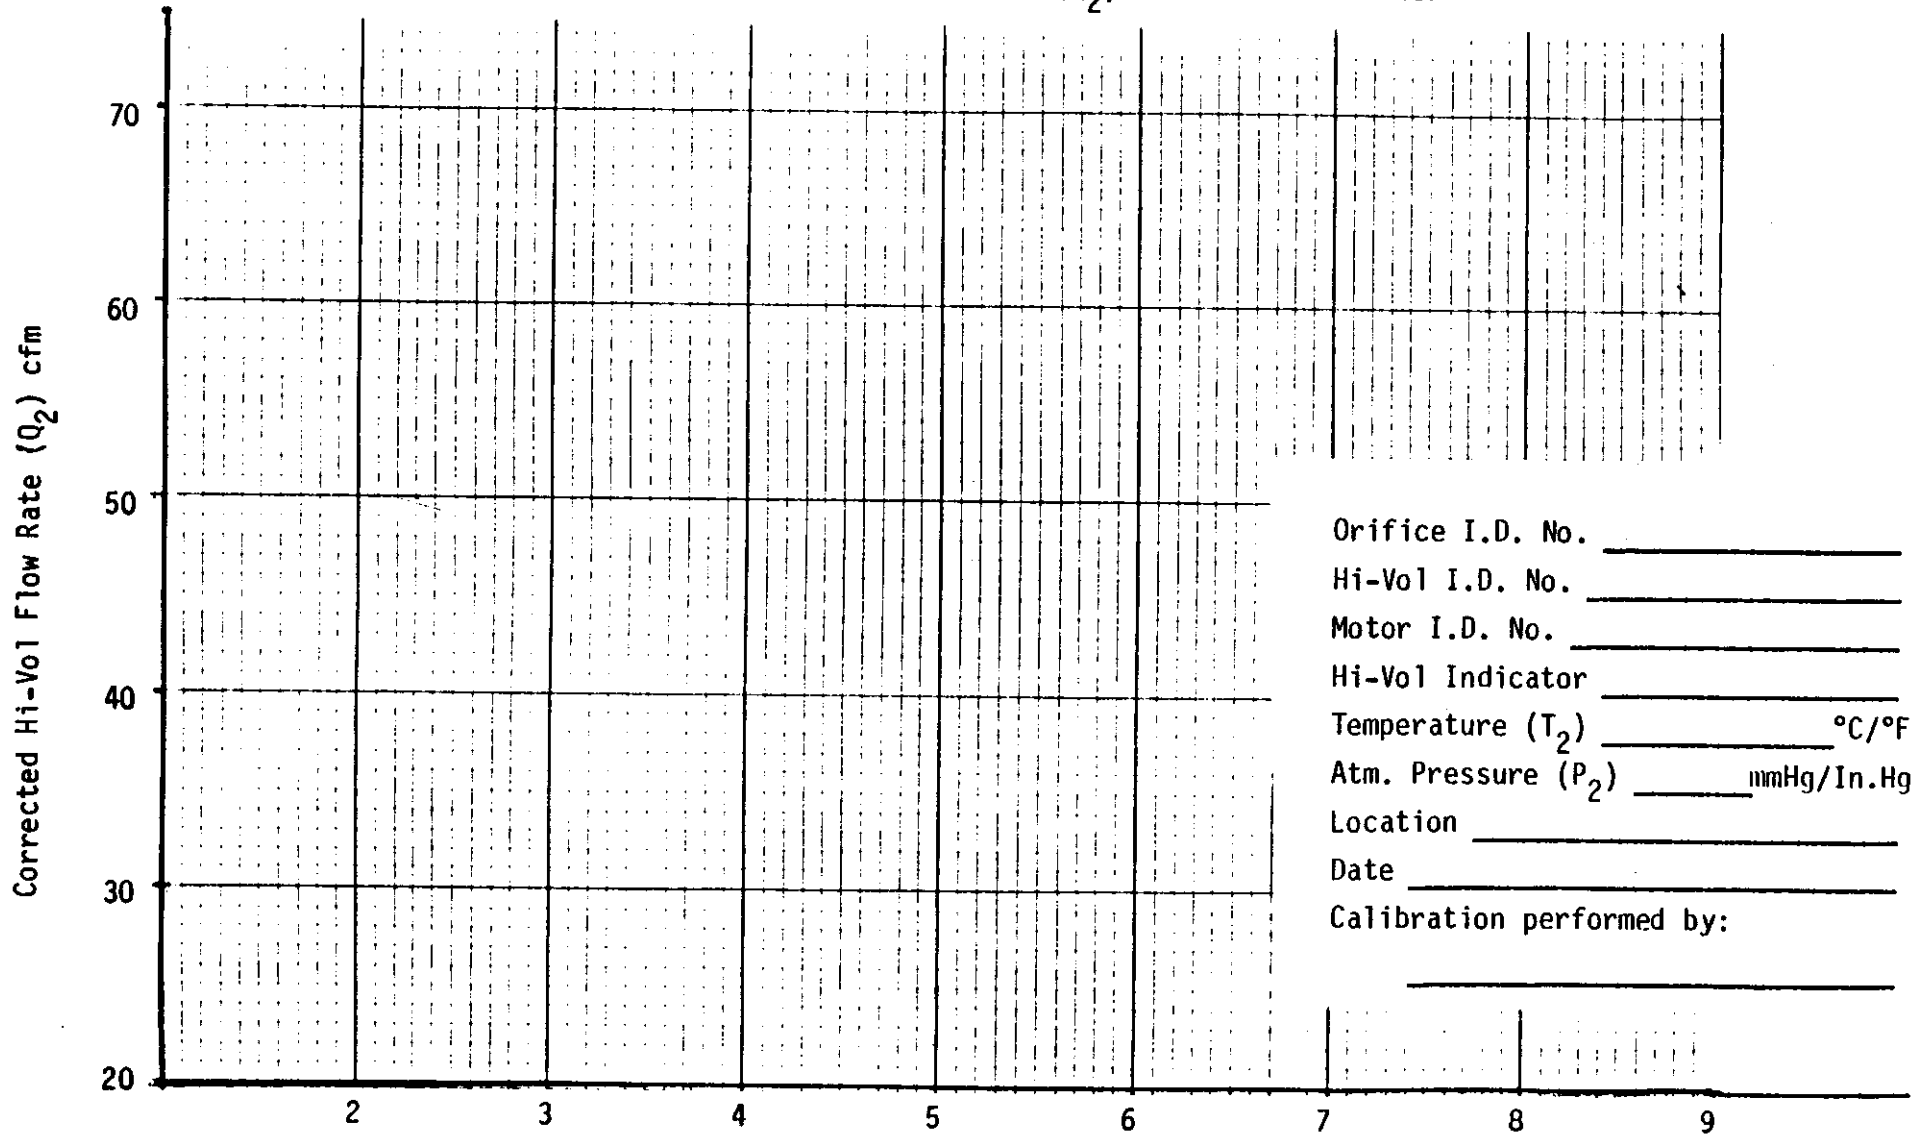 70
60
50
40
30
20
Corrected Hi-Vol Flow Rate (Q₂) cfm
Orifice I.D. No.
Hi-Vol I.D. No.
Motor I.D. No.
Hi-Vol Indicator
Temperature (T₂) °C/°F
Atm. Pressure (P₂) mmHg/In.Hg
Location
Date
Calibration performed by:
2 3 4 5 6 7 8 9